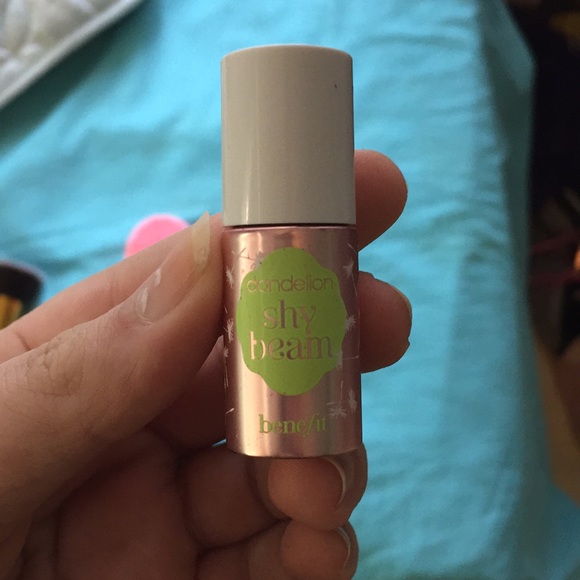 dandelion
shy
beam
benefit